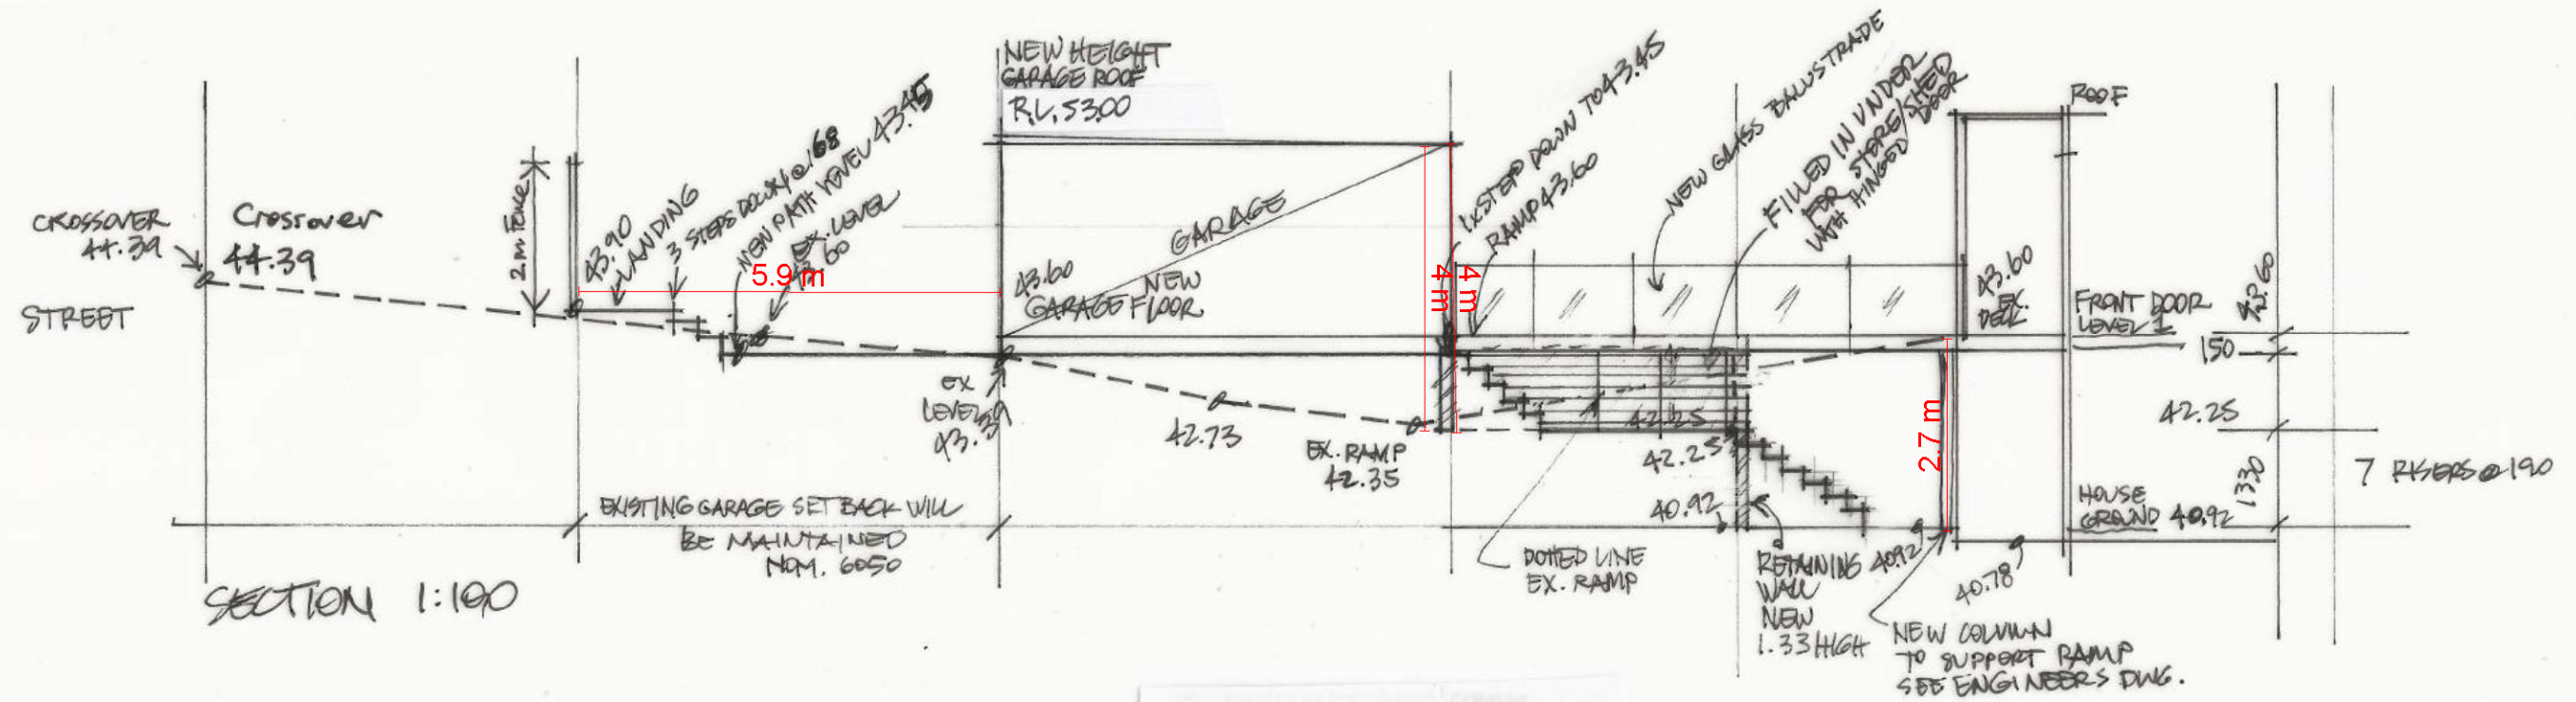 NEW HEIGHT
GARAGE ROOF
R.L. 53.00
CROSSOVER
44.39
Crossover
44.39
STREET
2m FENCE
43.90
LANDING
3 STEPS DOWN @ 168
NEW PATH LEVEL 43.45
EX. LEVEL
43.60
5.9 m
GARAGE
43.60
NEW
GARAGE FLOOR
4 m
4 m
1x STEP DOWN TO 43.45
RAMP 43.60
NEW GLASS BALUSTRADE
FILLED IN UNDER
FOR STORE/SHED
WITH HINGED DOOR
ROOF
43.60
EX.
DECK
FRONT DOOR
LEVEL 1
43.60
150
42.25
1330
7 RISERS @ 190
HOUSE
GROUND 40.92
EX
LEVEL
43.39
42.73
EX. RAMP
42.35
42.25
42.25
2.7 m
40.92
EXISTING GARAGE SET BACK WILL
BE MAINTAINED
NOM. 6050
DOTTED LINE
EX. RAMP
RETAINING
WALL
NEW
1.33 HIGH
40.92
40.78
NEW COLUMN
TO SUPPORT RAMP
SEE ENGINEERS DWG.
SECTION 1:100